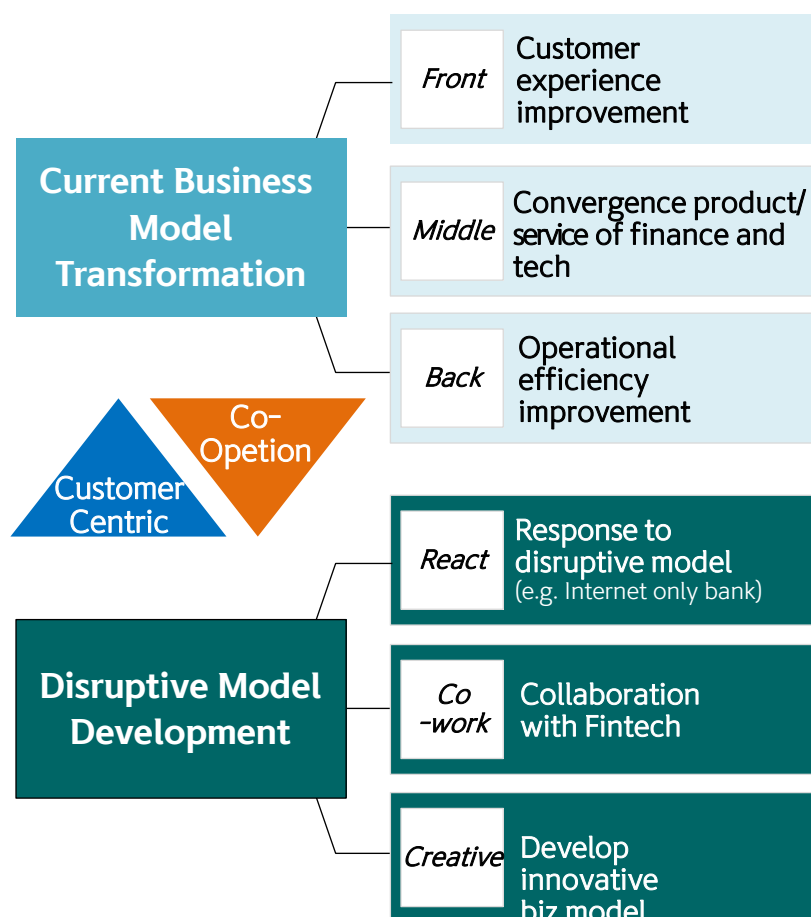 Current Business
Model
Transformation
Front
Customer
experience
improvement
Middle
Convergence product/
service of finance and
tech
Back
Operational
efficiency
improvement
Customer
Centric
Co-
Opetion
Disruptive Model
Development
React
Response to
disruptive model
(e.g. Internet only bank)
Co
-work
Collaboration
with Fintech
Creative
Develop
innovative
biz model